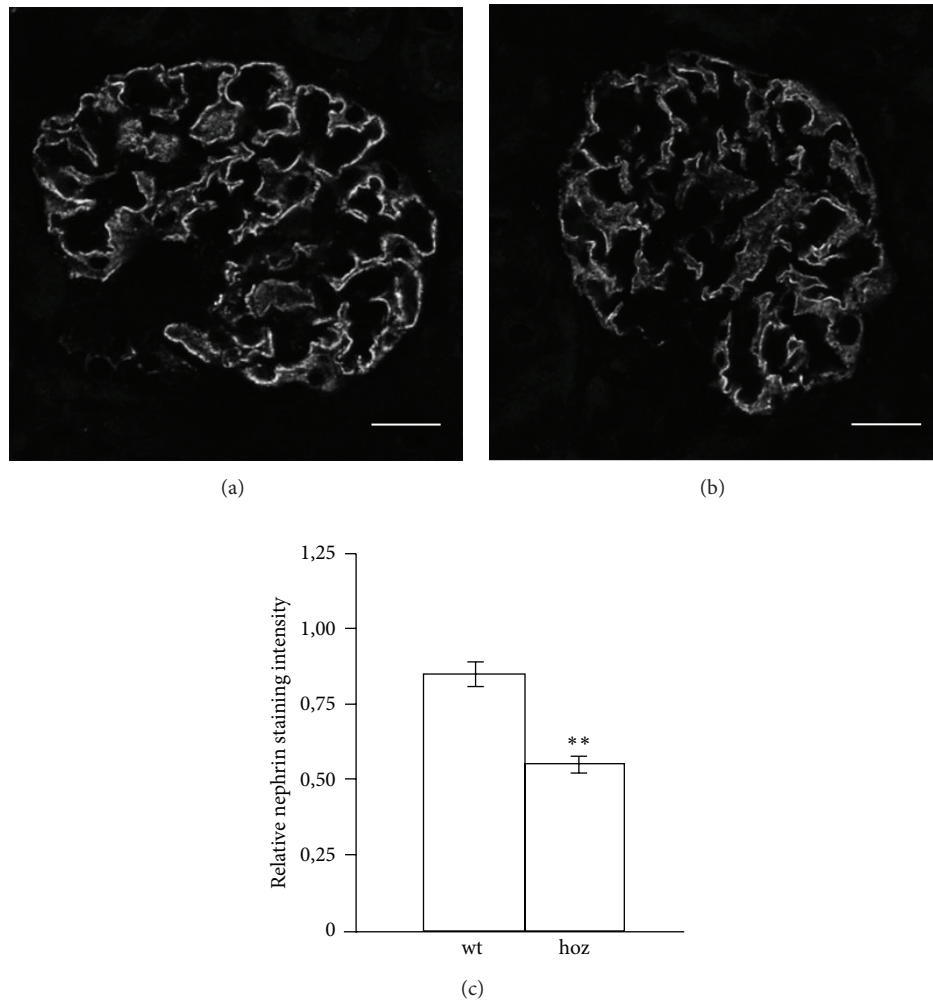 (a)
(b)
1,25
1,00
0,75
0,50
0,25
0
Relative nephrin staining intensity
**
wt
hoz
(c)